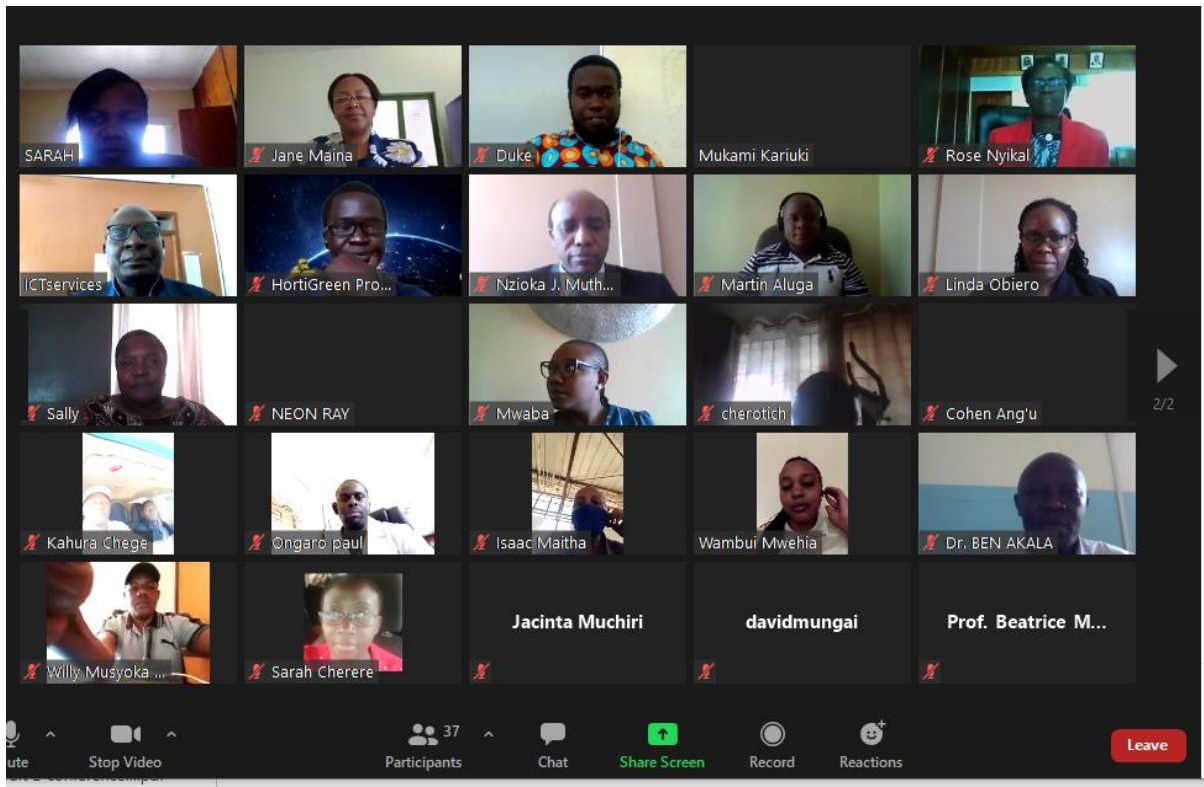 SARAH
Jane Maina
Duke
Mukami Kariuki
Rose Nyikal
ICTservices
HortiGreen Pro...
Nzioka J. Muth...
Martin Aluga
Linda Obiero
Sally
NEON RAY
Mwaba
cherotich
Cohen Ang'u
2/2
Kahura Chege
Ongaro paul
Isaac Maitha
Wambui Mwehia
Dr. BEN AKALA
Willy Musyoka ...
Sarah Cherere
Jacinta Muchiri
davidmungai
Prof. Beatrice M...
37
ute
Stop Video
Participants
Chat
Share Screen
Record
Reactions
Leave